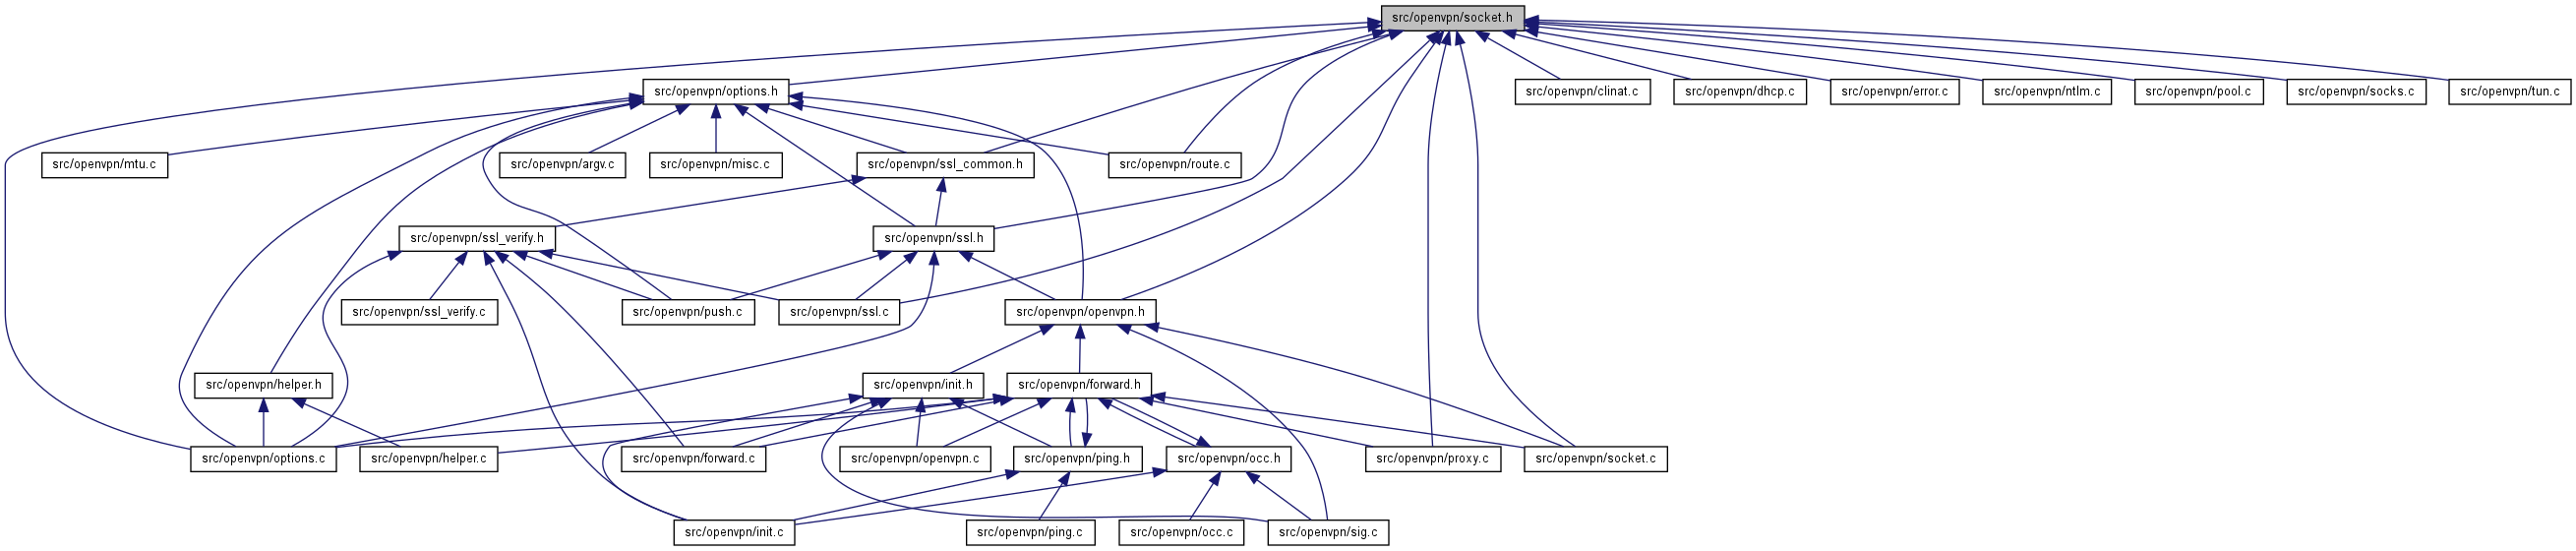 src/openvpn/socket.h
src/openvpn/options.h
src/openvpn/clinat.c
src/openvpn/dhcp.c
src/openvpn/error.c
src/openvpn/ntlm.c
src/openvpn/pool.c
src/openvpn/socks.c
src/openvpn/tun.c
src/openvpn/mtu.c
src/openvpn/argv.c
src/openvpn/misc.c
src/openvpn/ssl_common.h
src/openvpn/route.c
src/openvpn/ssl_verify.h
src/openvpn/ssl.h
src/openvpn/ssl_verify.c
src/openvpn/push.c
src/openvpn/ssl.c
src/openvpn/openvpn.h
src/openvpn/helper.h
src/openvpn/init.h
src/openvpn/forward.h
src/openvpn/options.c
src/openvpn/helper.c
src/openvpn/forward.c
src/openvpn/openvpn.c
src/openvpn/ping.h
src/openvpn/occ.h
src/openvpn/proxy.c
src/openvpn/socket.c
src/openvpn/init.c
src/openvpn/ping.c
src/openvpn/occ.c
src/openvpn/sig.c